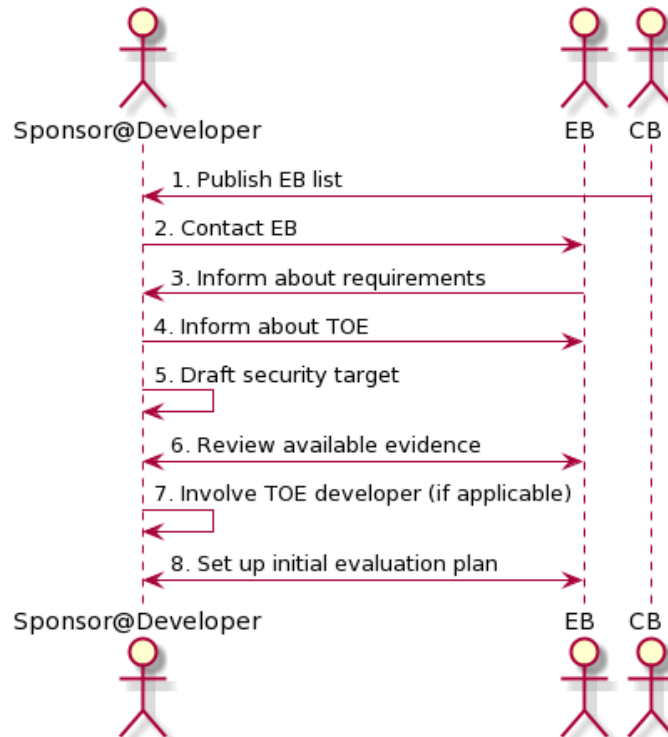 Sponsor@Developer EB CB
1. Publish EB list
2. Contact EB
3. Inform about requirements
4. Inform about TOE
5. Draft security target
6. Review available evidence
7. Involve TOE developer (if applicable)
8. Set up initial evaluation plan
Sponsor@Developer EB CB